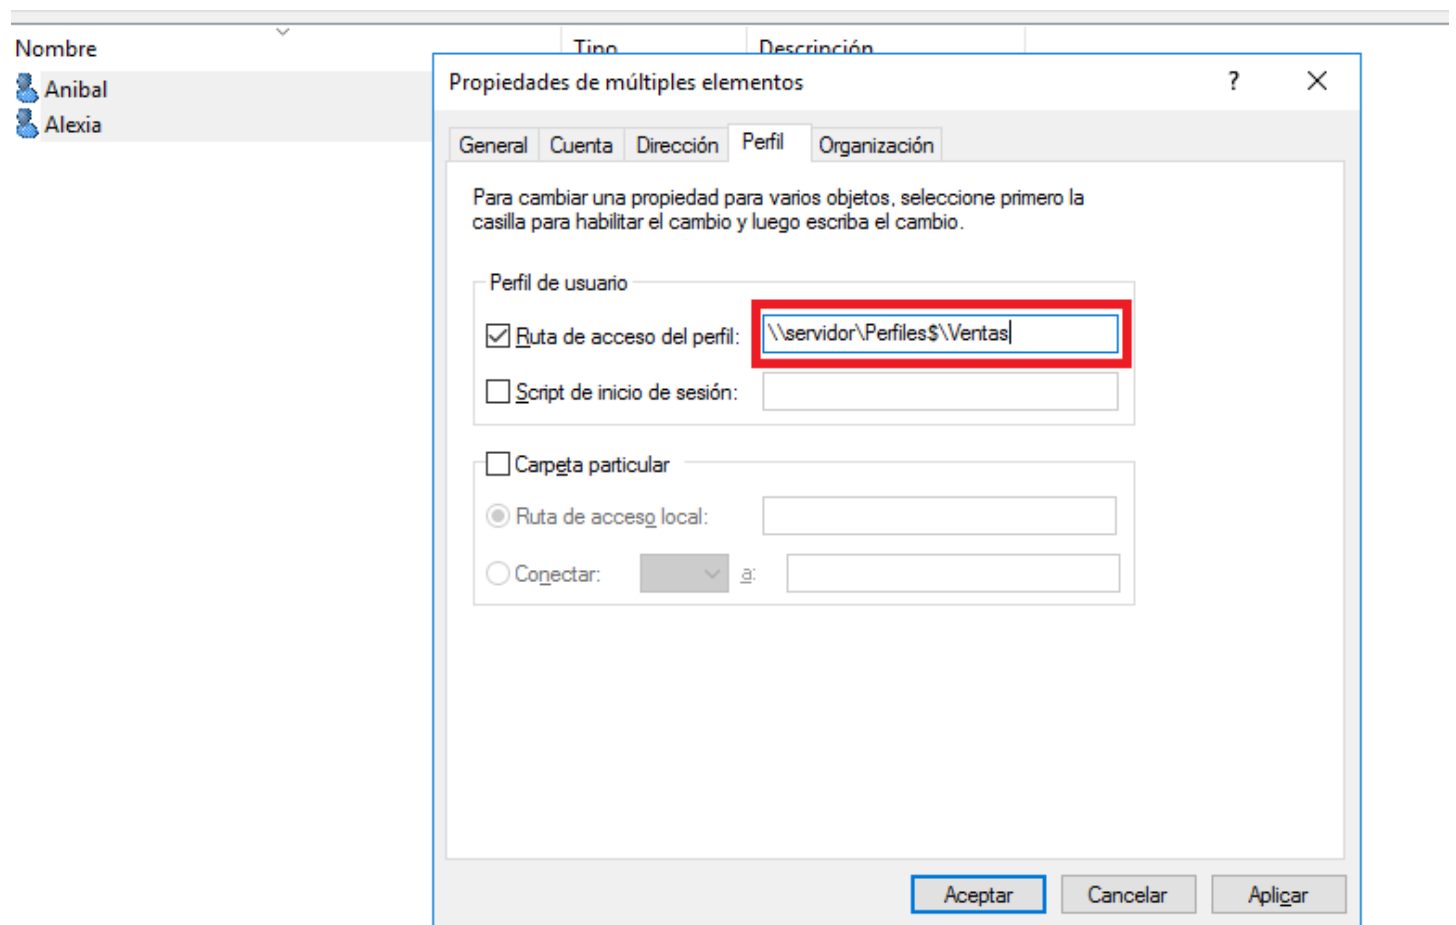 Nombre
Tipo
Descripción
Anibal
Alexia
Propiedades de múltiples elementos
?
General
Cuenta
Dirección
Perfil
Organización
Para cambiar una propiedad para varios objetos, seleccione primero la
casilla para habilitar el cambio y luego escriba el cambio.
Perfil de usuario
Ruta de acceso del perfil:
\\servidor\Perfiles$\Ventas
Script de inicio de sesión:
Carpeta particular
Ruta de acceso local:
Conectar:
a:
Aceptar
Cancelar
Aplicar